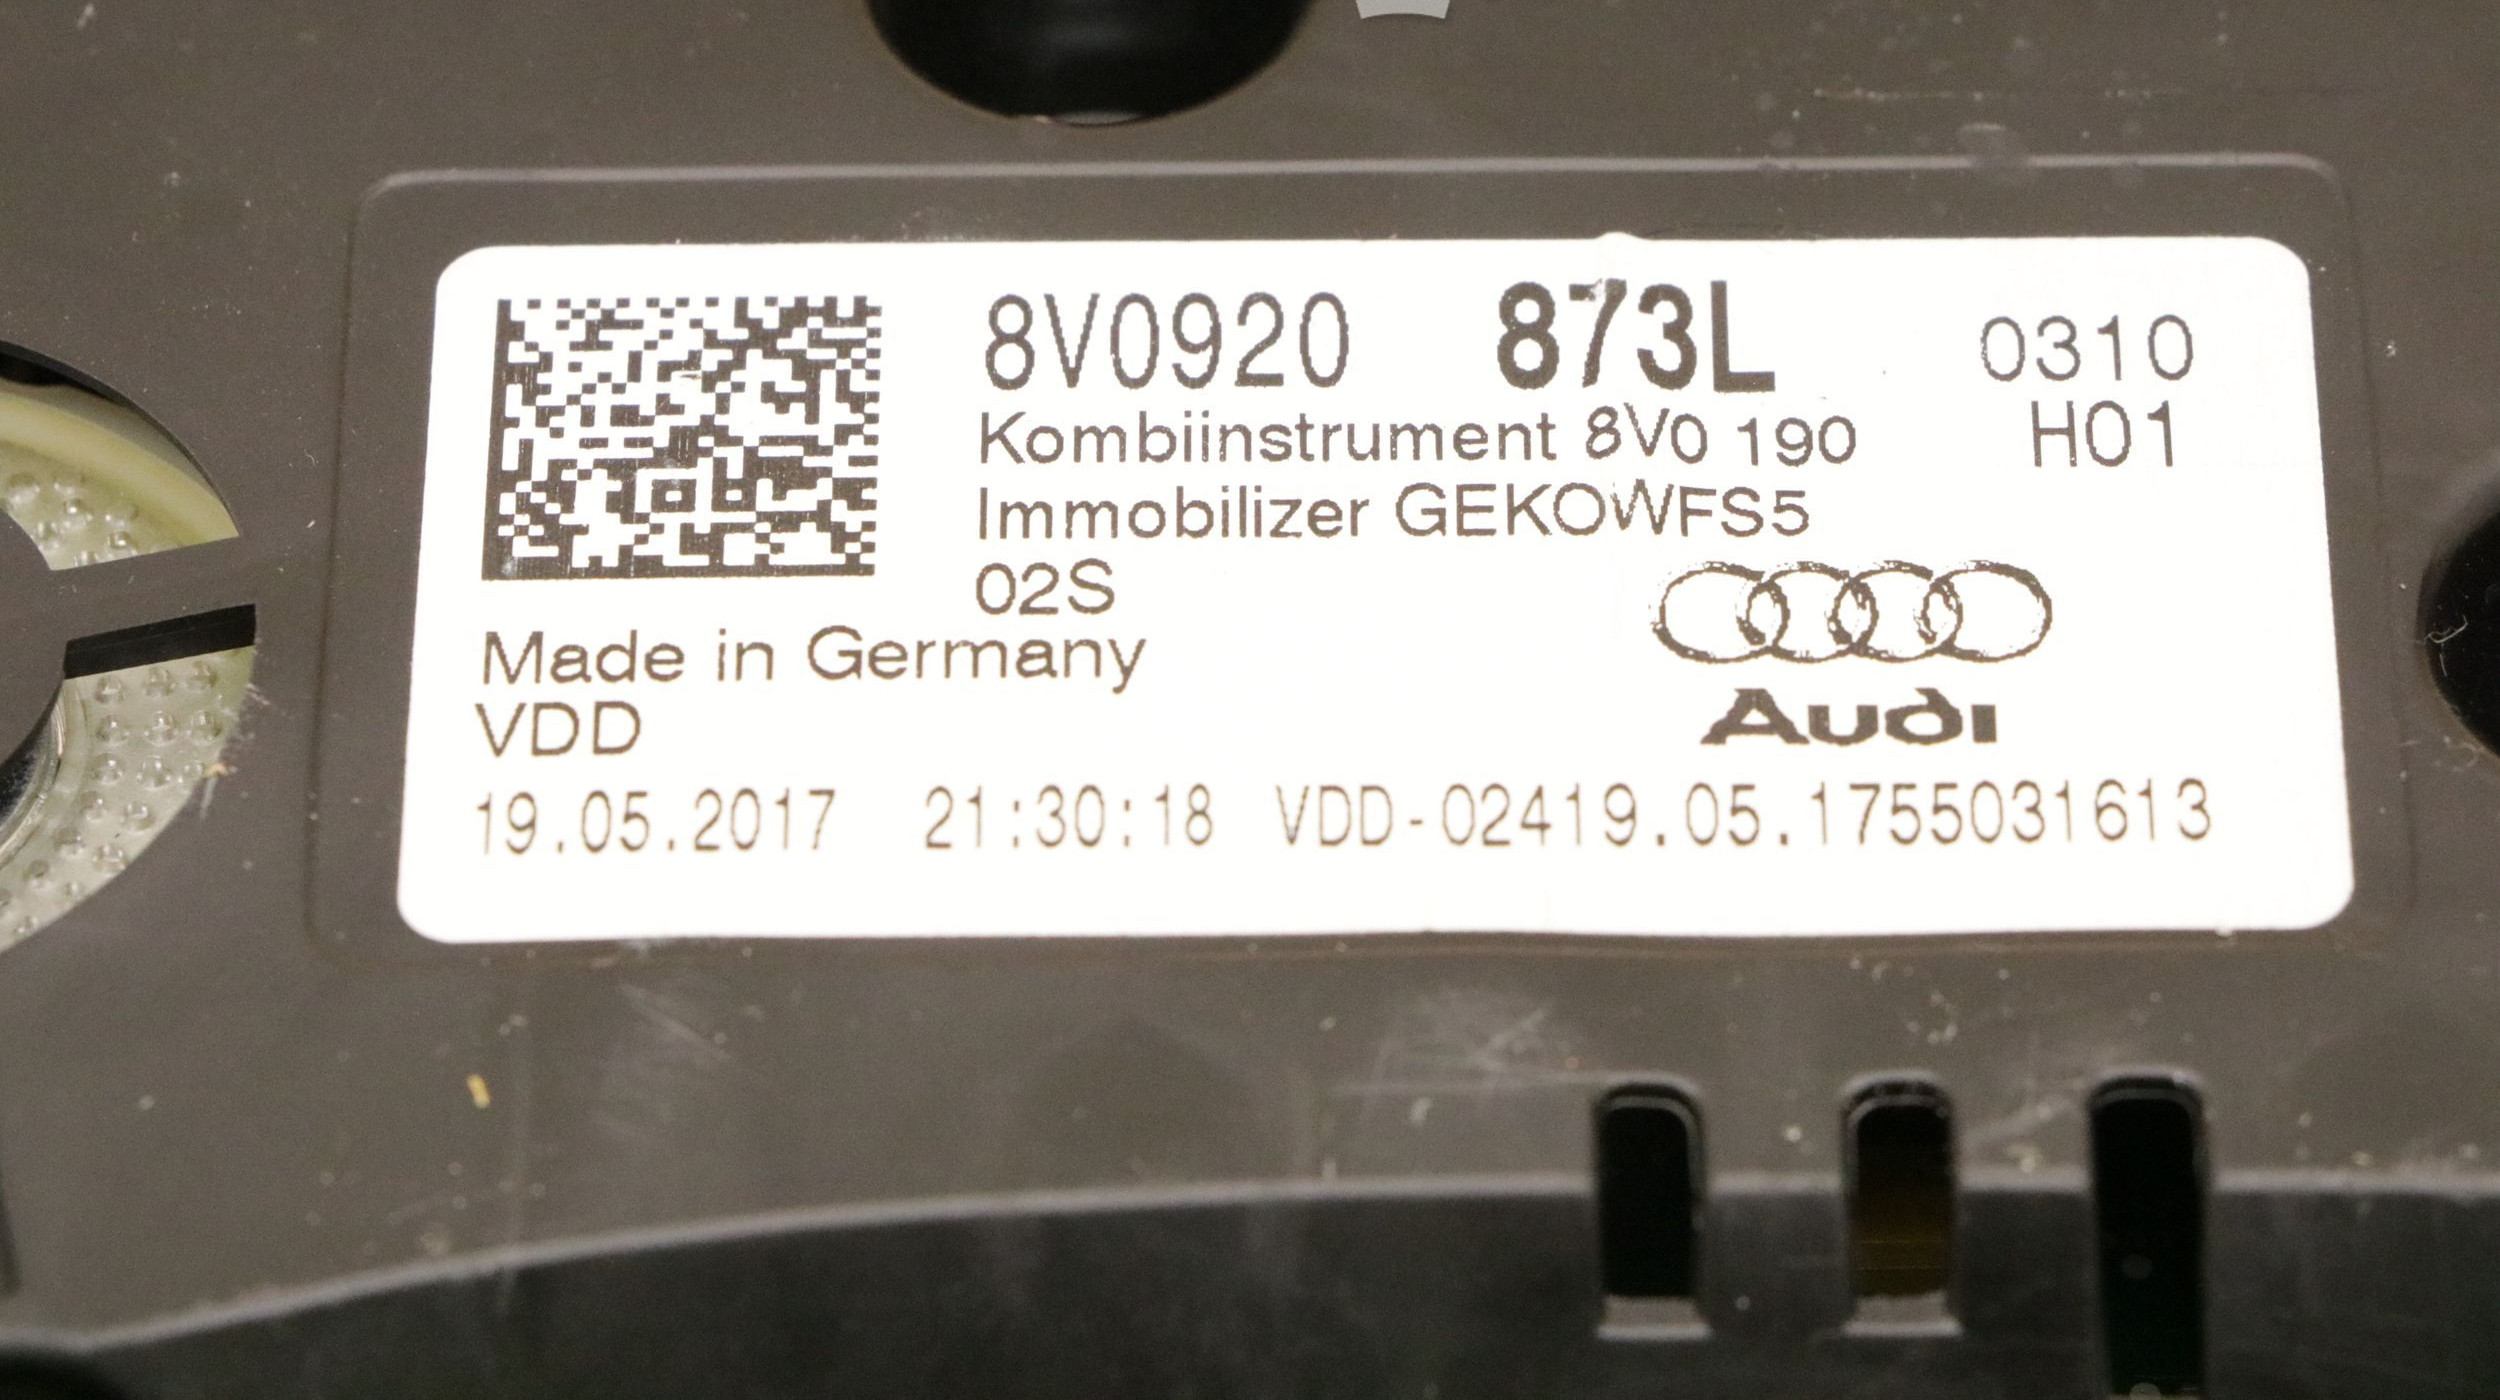 8V0920 873L 0310
Kombiinstrument 8V0 190 H01
Immobilizer GEKOWFS5
02S
Made in Germany
Audi
VDD
19.05.2017 21:30:18 VDD-02419.05.1755031613